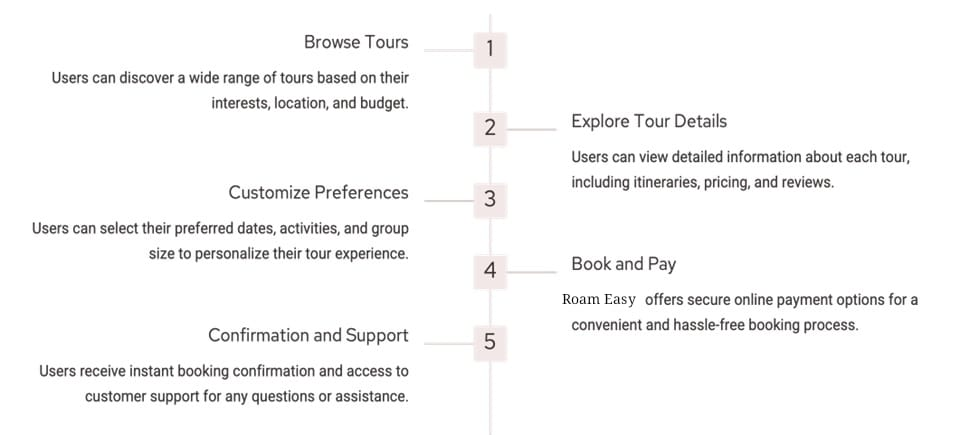 Browse Tours
1
Users can discover a wide range of tours based on their
interests, location, and budget.
2
Explore Tour Details
Users can view detailed information about each tour,
including itineraries, pricing, and reviews.
Customize Preferences
3
Users can select their preferred dates, activities, and group
size to personalize their tour experience.
4
Book and Pay
Roam Easy offers secure online payment options for a
convenient and hassle-free booking process.
Confirmation and Support
5
Users receive instant booking confirmation and access to
customer support for any questions or assistance.